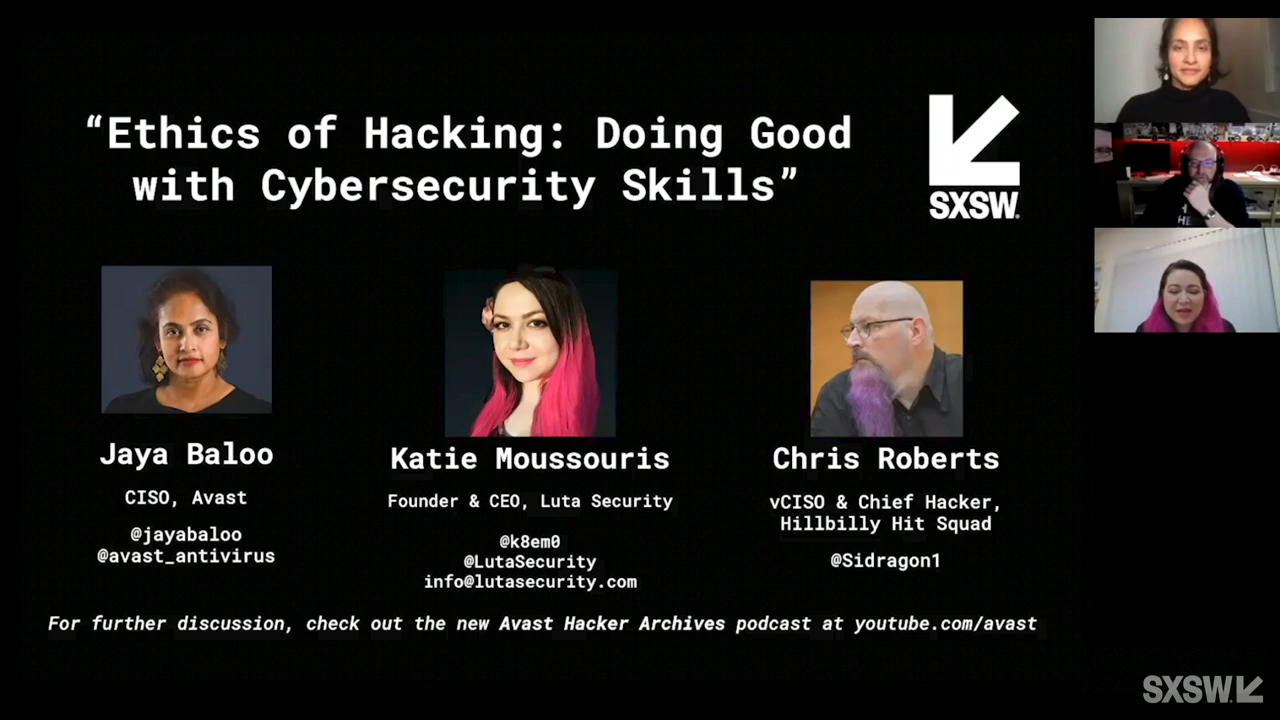 “Ethics of Hacking: Doing Good
with Cybersecurity Skills”
SXSW.
Jaya Baloo
CISO, Avast
@jayabaloo
@avast_antivirus
Katie Moussouris
Founder & CEO, Luta Security
@k8em0
@LutaSecurity
info@lutasecurity.com
Chris Roberts
vCISO & Chief Hacker,
Hillbilly Hit Squad
@Sidragon1
For further discussion, check out the new Avast Hacker Archives podcast at youtube.com/avast
SXSW.